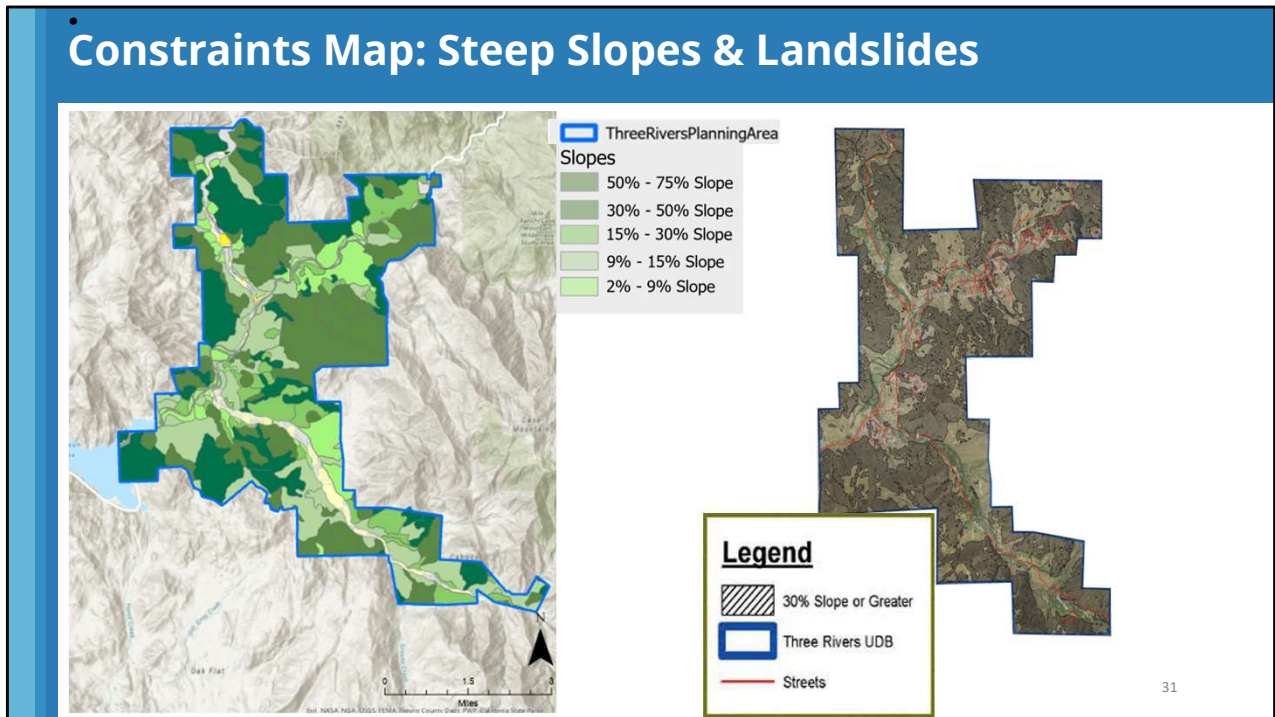 •
Constraints Map: Steep Slopes & Landslides
ThreeRiversPlanningArea
Slopes
50% - 75% Slope
30% - 50% Slope
15% - 30% Slope
9% - 15% Slope
2% - 9% Slope
Oak Flat
N
0 1.5 3
Miles
Legend
30% Slope or Greater
Three Rivers UDB
Streets
31